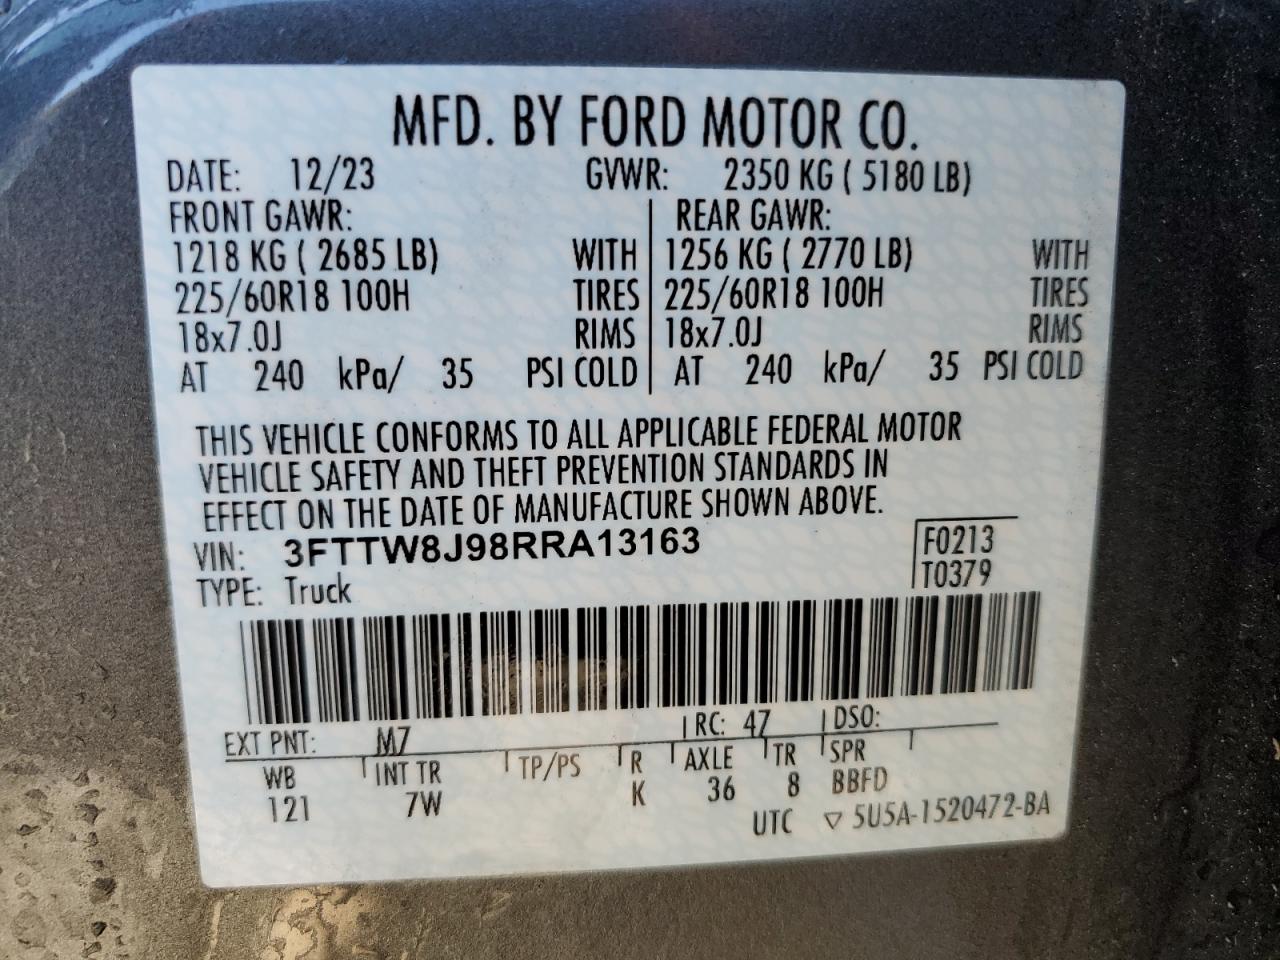 MFD. BY FORD MOTOR CO.
DATE: 12/23 GVWR: 2350 KG ( 5180 LB)
FRONT GAWR: REAR GAWR:
1218 KG ( 2685 LB) WITH 1256 KG ( 2770 LB) WITH
225/60R18 100H TIRES 225/60R18 100H TIRES
18x7.0J RIMS 18x7.0J RIMS
AT 240 kPa/ 35 PSI COLD AT 240 kPa/ 35 PSI COLD
THIS VEHICLE CONFORMS TO ALL APPLICABLE FEDERAL MOTOR
VEHICLE SAFETY AND THEFT PREVENTION STANDARDS IN
EFFECT ON THE DATE OF MANUFACTURE SHOWN ABOVE.
VIN: 3FTTW8J98RRA13163 F0213
TYPE: Truck T0379
EXT PNT: M7 RC: 47 DSO:
WB INT TR TP/PS R AXLE TR SPR
121 7W K 36 8 BBFD
UTC ▽ 5U5A-1520472-BA